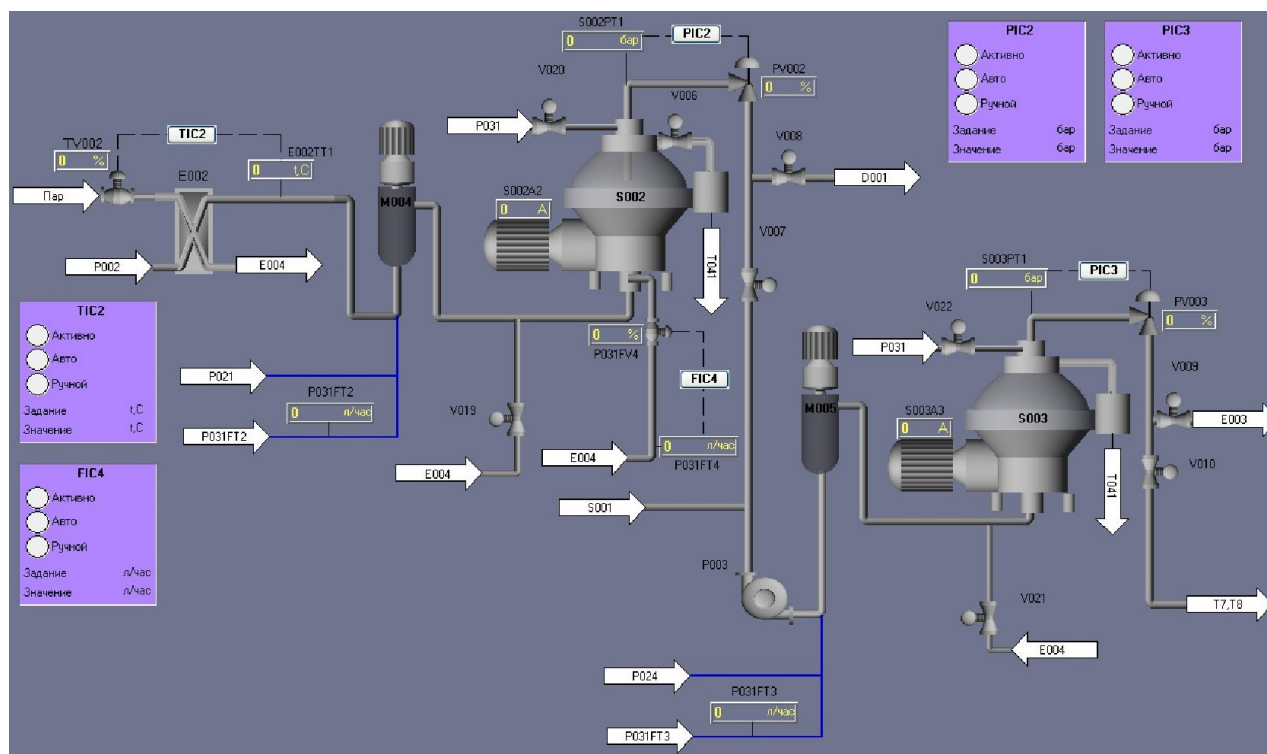 S002PT1
0 бар
PIC2
V020
PV002
0 %
V006
P031
TIC2
TV002
0 %
E002TT1
0 t,C
E002
Пар
P002
E004
M004
S002A2
0 A
S002
V008
D001
T041
V007
PIC2
Активно
Авто
Ручной
Задание бар
Значение бар
PIC3
Активно
Авто
Ручной
Задание бар
Значение бар
TIC2
Активно
Авто
Ручной
Задание t,C
Значение t,C
P021
P031FT2
0 л/час
P031FT2
V019
E004
0 %
P031FV4
FIC4
0 л/час
P031FT4
E004
S001
FIC4
Активно
Авто
Ручной
Задание л/час
Значение л/час
S003PT1
0 бар
PIC3
PV003
0 %
V022
P031
M005
S003A3
0 A
S003
V009
E003
V010
T041
P003
V021
T7,T8
E004
P024
P031FT3
0 л/час
P031FT3